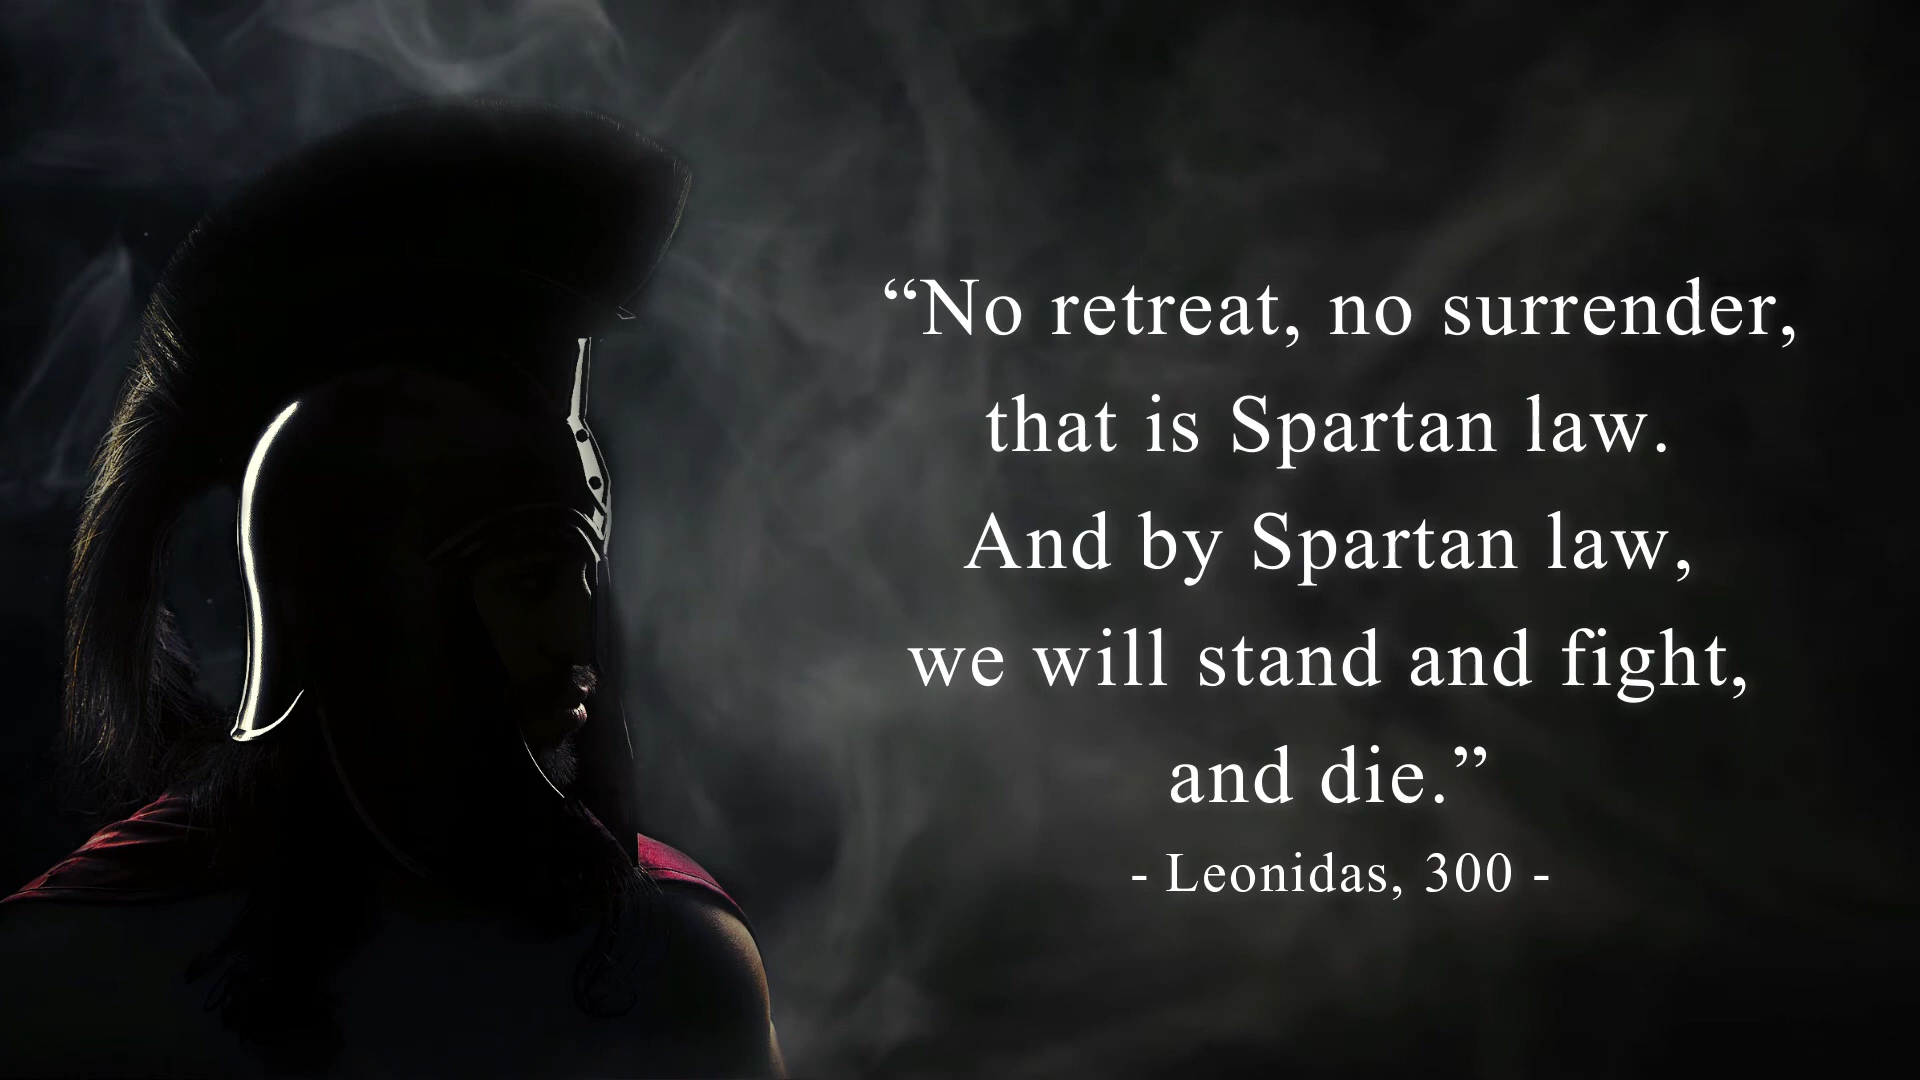 “No retreat, no surrender,
that is Spartan law.
And by Spartan law,
we will stand and fight,
and die.”
- Leonidas, 300 -